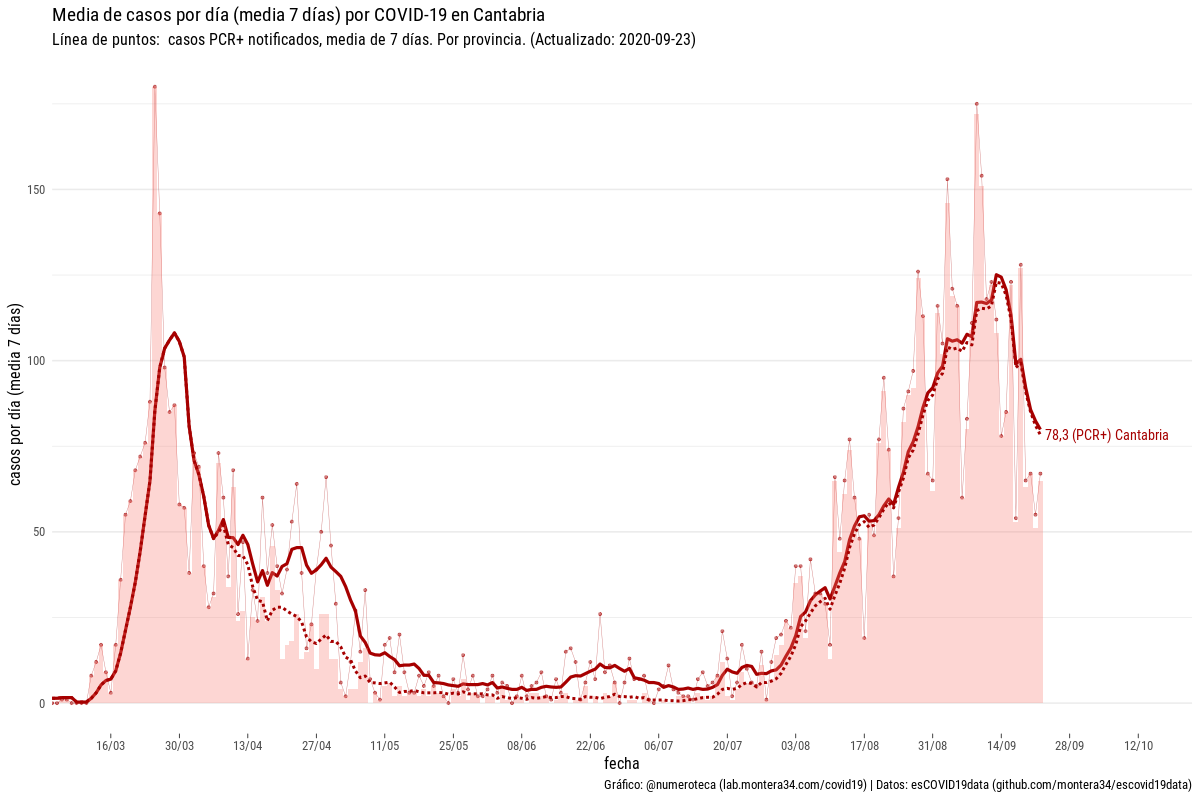 Media de casos por día (media 7 días) por COVID-19 en Cantabria
Línea de puntos:  casos PCR+ notificados, media de 7 días. Por provincia. (Actualizado: 2020-09-23)
casos por día (media 7 días)
150
100
50
0
78,3 (PCR+) Cantabria
16/03 30/03 13/04 27/04 11/05 25/05 08/06 22/06 06/07 20/07 03/08 17/08 31/08 14/09 28/09 12/10
fecha
Gráfico: @numeroteca (lab.montera34.com/covid19) | Datos: esCOVID19data (github.com/montera34/escovid19data)